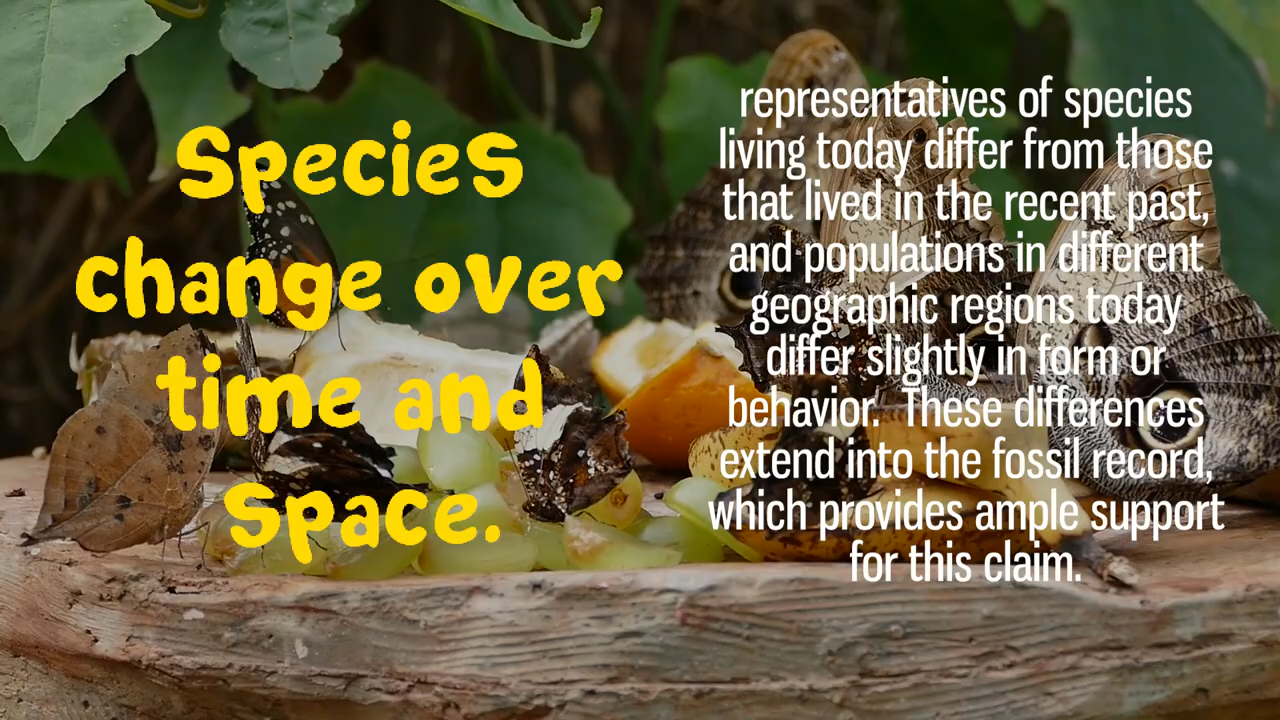 Species
change over
time and
space.
representatives of species
living today differ from those
that lived in the recent past,
and populations in different
geographic regions today
differ slightly in form or
behavior.  These differences
extend into the fossil record,
which provides ample support
for this claim.